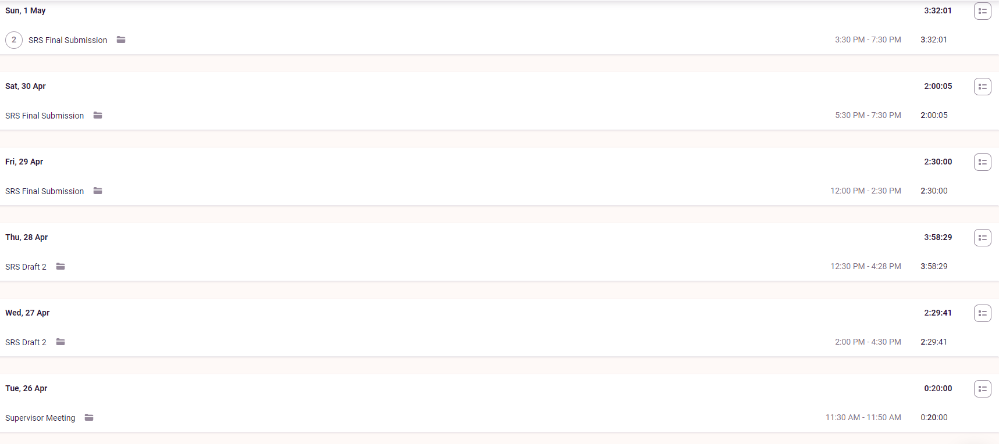 Sun, 1 May 3:32:01
2 SRS Final Submission 3:30 PM - 7:30 PM 3:32:01
Sat, 30 Apr 2:00:05
SRS Final Submission 5:30 PM - 7:30 PM 2:00:05
Fri, 29 Apr 2:30:00
SRS Final Submission 12:00 PM - 2:30 PM 2:30:00
Thu, 28 Apr 3:58:29
SRS Draft 2 12:30 PM - 4:28 PM 3:58:29
Wed, 27 Apr 2:29:41
SRS Draft 2 2:00 PM - 4:30 PM 2:29:41
Tue, 26 Apr 0:20:00
Supervisor Meeting 11:30 AM - 11:50 AM 0:20:00